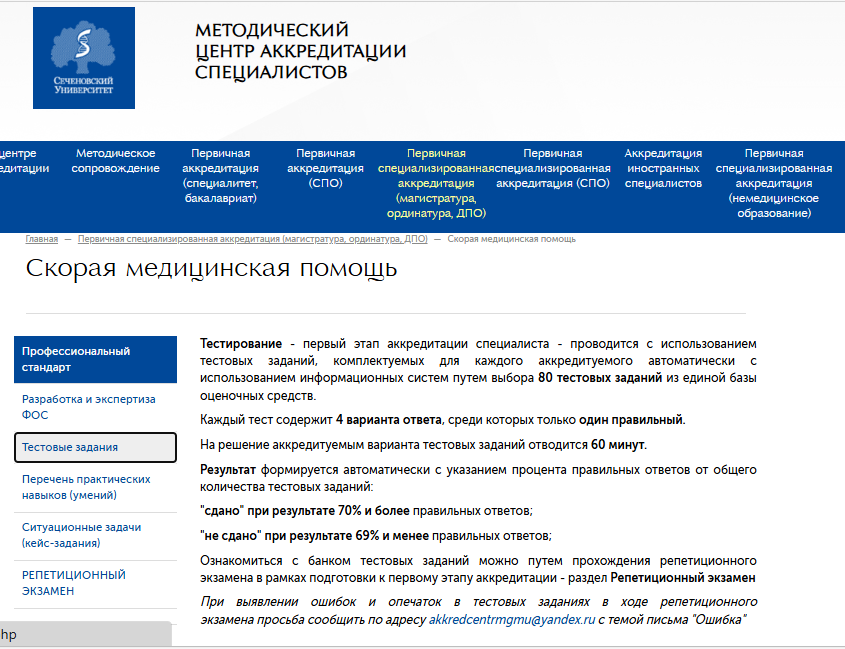 СЕЧЕНОВСКИЙ
УНИВЕРСИТЕТ
МЕТОДИЧЕСКИЙ
ЦЕНТР АККРЕДИТАЦИИ
СПЕЦИАЛИСТОВ
центре
едитации
Методическое
сопровождение
Первичная
аккредитация
(специалитет,
бакалавриат)
Первичная
аккредитация
(СПО)
Первичная
специализированная
аккредитация
(магистратура,
ординатура, ДПО)
Первичная
специализированная
аккредитация (СПО)
Аккредитация
иностранных
специалистов
Первичная
специализированная
аккредитация
(немедицинское
образование)
Главная — Первичная специализированная аккредитация (магистратура, ординатура, ДПО) — Скорая медицинская помощь
Скорая медицинская помощь
Профессиональный
стандарт
Разработка и экспертиза
ФОС
Тестовые задания
Перечень практических
навыков (умений)
Ситуационные задачи
(кейс-задания)
РЕПЕТИЦИОННЫЙ
ЭКЗАМЕН
Тестирование - первый этап аккредитации специалиста - проводится с использованием
тестовых заданий, комплектуемых для каждого аккредитуемого автоматически с
использованием информационных систем путем выбора 80 тестовых заданий из единой базы
оценочных средств.
Каждый тест содержит 4 варианта ответа, среди которых только один правильный.
На решение аккредитуемым варианта тестовых заданий отводится 60 минут.
Результат формируется автоматически с указанием процента правильных ответов от общего
количества тестовых заданий:
"сдано" при результате 70% и более правильных ответов;
"не сдано" при результате 69% и менее правильных ответов;
Ознакомиться с банком тестовых заданий можно путем прохождения репетиционного
экзамена в рамках подготовки к первому этапу аккредитации - раздел Репетиционный экзамен
При выявлении ошибок и опечаток в тестовых заданиях в ходе репетиционного
экзамена просьба сообщить по адресу akkredcentrmgmu@yandex.ru с темой письма "Ошибка"
hp